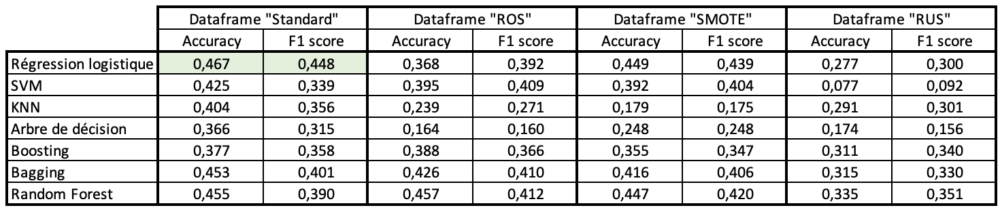 Dataframe "Standard" Dataframe "ROS" Dataframe "SMOTE" Dataframe "RUS"
Accuracy F1 score Accuracy F1 score Accuracy F1 score Accuracy F1 score
Régression logistique 0,467 0,448 0,368 0,392 0,449 0,439 0,277 0,300
SVM 0,425 0,339 0,395 0,409 0,392 0,404 0,077 0,092
KNN 0,404 0,356 0,239 0,271 0,179 0,175 0,291 0,301
Arbre de décision 0,366 0,315 0,164 0,160 0,248 0,248 0,174 0,156
Boosting 0,377 0,358 0,388 0,366 0,355 0,347 0,311 0,340
Bagging 0,453 0,401 0,426 0,410 0,416 0,406 0,315 0,330
Random Forest 0,455 0,390 0,457 0,412 0,447 0,420 0,335 0,351